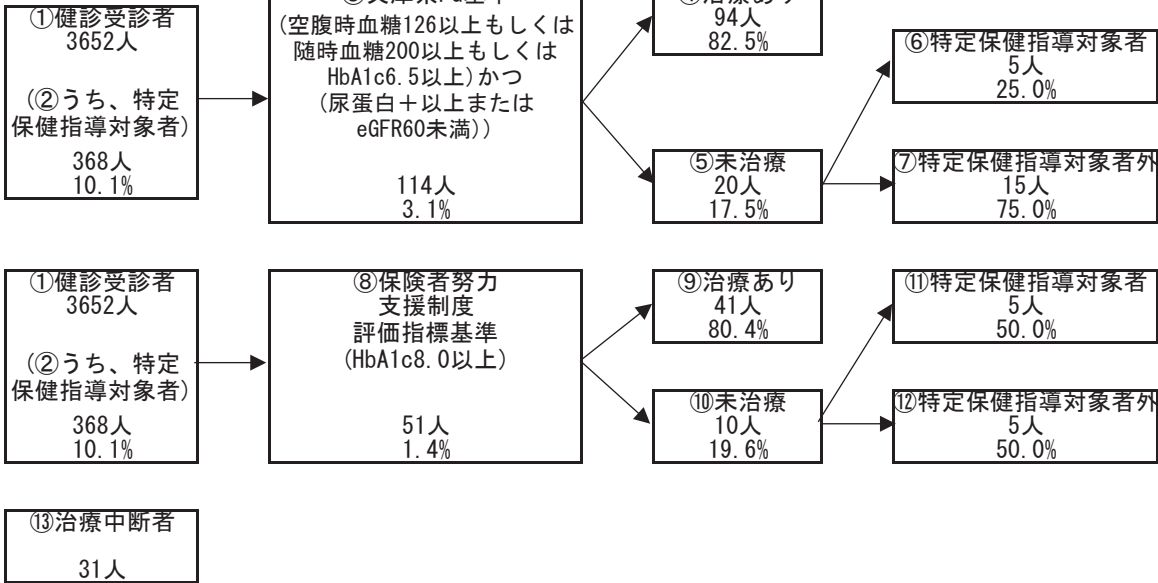 ①健診受診者
3652人
(②うち、特定
保健指導対象者)
368人
10.1%
(空腹時血糖126以上もしくは
随時血糖200以上もしくは
HbA1c6.5以上)かつ
(尿蛋白＋以上または
eGFR60未満))
114人
3.1%
94人
82.5%
⑤未治療
20人
17.5%
⑥特定保健指導対象者
5人
25.0%
⑦特定保健指導対象者外
15人
75.0%
①健診受診者
3652人
(②うち、特定
保健指導対象者)
368人
10.1%
⑧保険者努力
支援制度
評価指標基準
(HbA1c8.0以上)
51人
1.4%
⑨治療あり
41人
80.4%
⑩未治療
10人
19.6%
⑪特定保健指導対象者
5人
50.0%
⑫特定保健指導対象者外
5人
50.0%
⑬治療中断者
31人